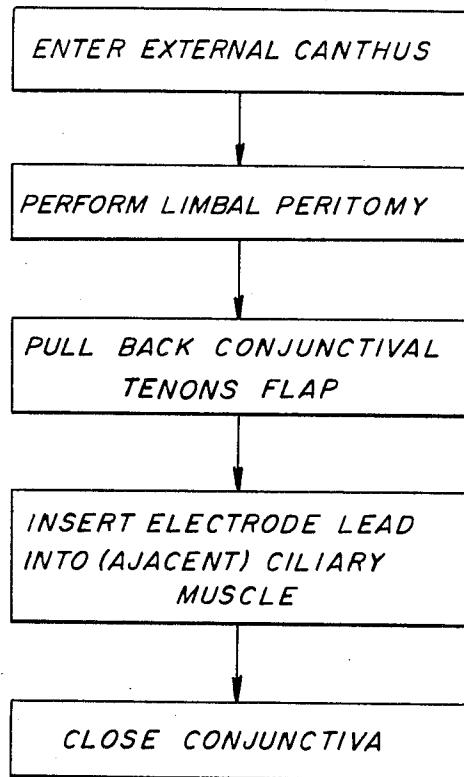 ENTER EXTERNAL CANTHUS
PERFORM LIMBAL PERITOMY
PULL BACK CONJUNCTIVAL
TENONS FLAP
INSERT ELECTRODE LEAD
INTO (AJACENT) CILIARY
MUSCLE
CLOSE CONJUNCTIVA